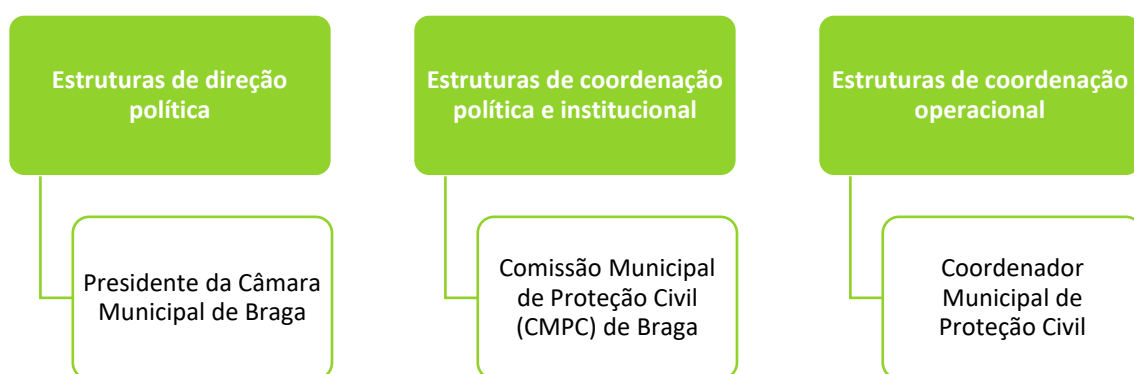 Estruturas de direção
política
Presidente da Câmara
Municipal de Braga
Estruturas de coordenação
política e institucional
Comissão Municipal
de Proteção Civil
(CMPC) de Braga
Estruturas de coordenação
operacional
Coordenador
Municipal de
Proteção Civil